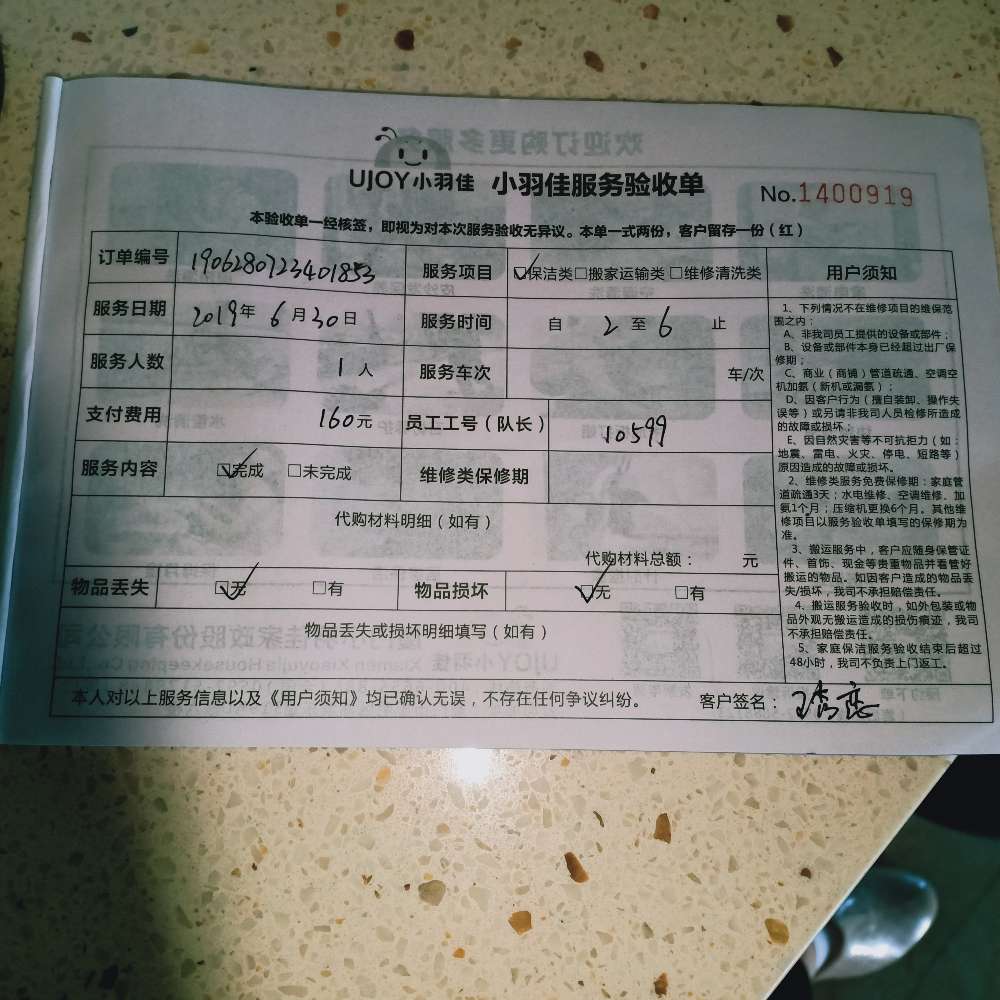 UJOY小羽佳 小羽佳服务验收单
No.1400919
本验收单一经核签，即视为对本次服务验收无异议。本单一式两份，客户留存一份（红）
订单编号 1906280723401853 服务项目 ☑保洁类□搬家运输类□维修清洗类
服务日期 2019年 6月30日 服务时间 自 2 至 6 止
服务人数 1人 服务车次 车/次
支付费用 160元 员工工号（队长） 10599
服务内容 ☑完成 □未完成 维修类保修期
代购材料明细（如有）
代购材料总额： 元
物品丢失 ☑无 □有 物品损坏 ☑无 □有
物品丢失或损坏明细填写（如有）
本人对以上服务信息以及《用户须知》均已确认无误，不存在任何争议纠纷。 客户签名：
用户须知
1、下列情况不在维修项目的维保范
围之内：
A、非我司员工提供的设备或部件；
B、设备或部件本身已经超过出厂保
修期；
C、商业（商铺）管道疏通、空调空
机加氨（新机或漏氨）；
D、因客户行为（擅自装卸、操作失
误等）或另请非我司人员检修所造成
的故障或损坏；
E、因自然灾害等不可抗拒力（如：
地震、雷电、火灾、停电、短路等）
原因造成的故障或损坏。
2、维修类服务免费保修期：家庭管
道疏通3天；水电维修、空调维修、加
氨1个月；压缩机更换6个月。其他维
修项目以服务验收单填写的保修期为
准。
3、搬运服务中，客户应随身保管证
件、首饰、现金等贵重物品并看管好
搬运的物品。如因客户造成的物品丢
失/损坏，我司不承担赔偿责任。
4、搬运服务验收时，如外包装或物
品外观无搬运造成的损伤痕迹，我司
不承担赔偿责任。
5、家庭保洁服务验收结束后超过
48小时，我司不负责上门返工。